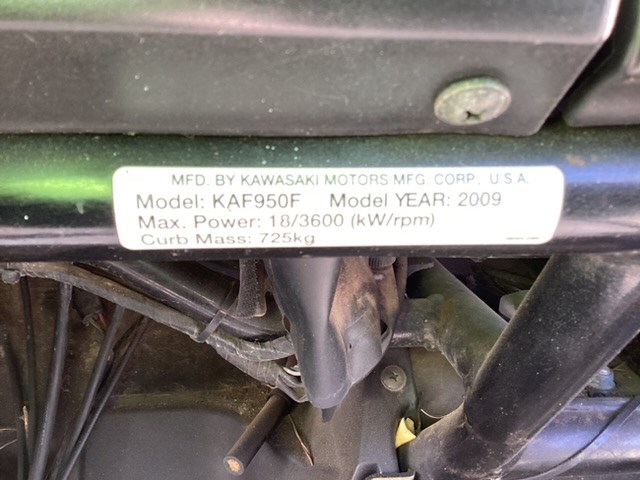 MFD. BY KAWASAKI MOTORS MFG. CORP., U.S.A.
Model: KAF950F Model YEAR: 2009
Max. Power: 18/3600 (kW/rpm)
Curb Mass: 725kg